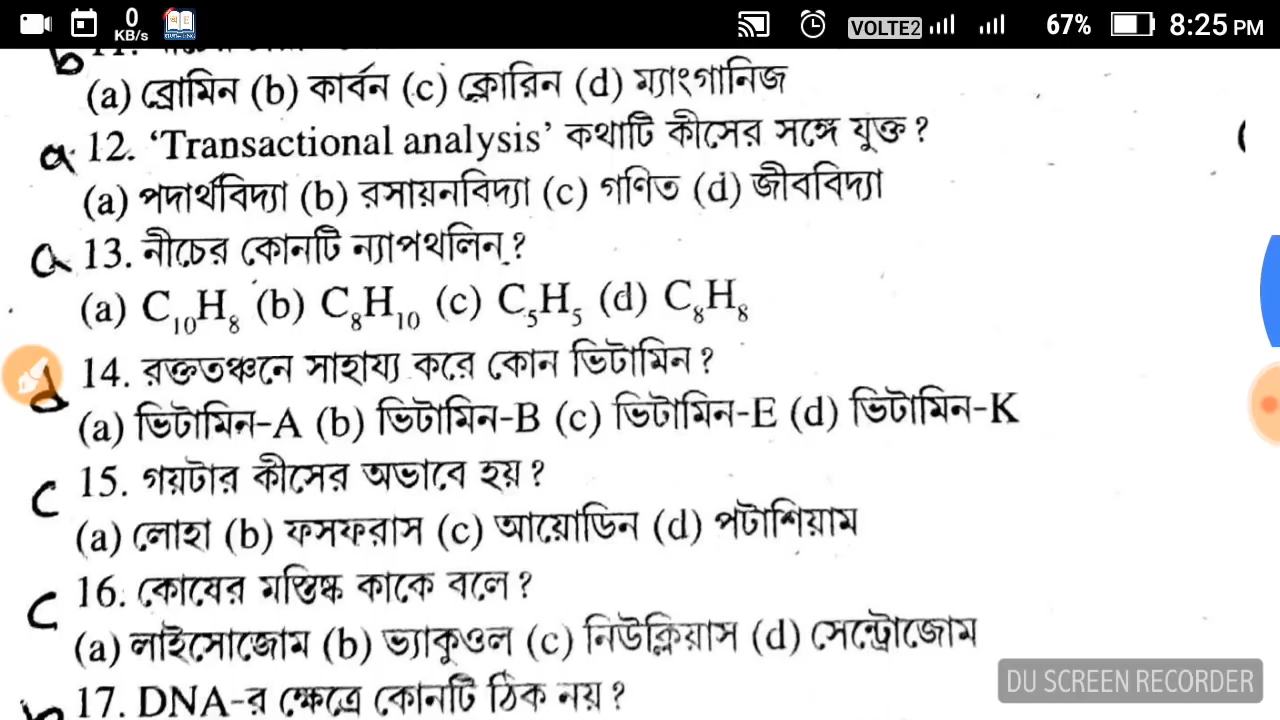 0
KB/s
VOLTE2
67%
8:25 PM
b 11.
(a) ব্রোমিন (b) কার্বন (c) ক্লোরিন (d) ম্যাংগানিজ
a 12. ‘Transactional analysis’ কথাটি কীসের সঙ্গে যুক্ত?
(a) পদার্থবিদ্যা (b) রসায়নবিদ্যা (c) গণিত (d) জীববিদ্যা
a 13. নীচের কোনটি ন্যাপথলিন?
(a) C₁₀H₈ (b) C₈H₁₀ (c) C₅H₅ (d) C₈H₈
d 14. রক্ততঞ্চনে সাহায্য করে কোন ভিটামিন?
(a) ভিটামিন-A (b) ভিটামিন-B (c) ভিটামিন-E (d) ভিটামিন-K
c 15. গয়টার কীসের অভাবে হয়?
(a) লোহা (b) ফসফরাস (c) আয়োডিন (d) পটাশিয়াম
c 16. কোষের মস্তিষ্ক কাকে বলে?
(a) লাইসোজোম (b) ভ্যাকুওল (c) নিউক্লিয়াস (d) সেন্ট্রোজোম
b 17. DNA-র ক্ষেত্রে কোনটি ঠিক নয়?
DU SCREEN RECORDER